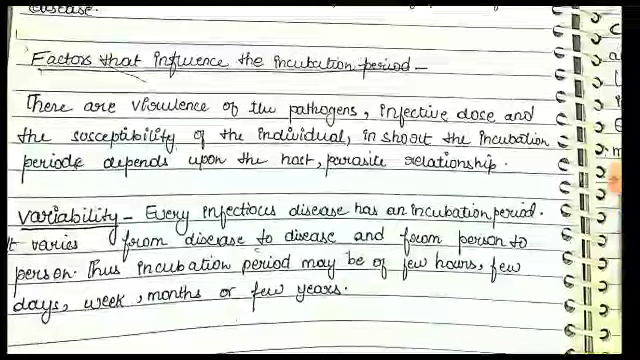 disease.
Factors that influence the incubation period -
There are virulence of the pathogens, infective dose and
the susceptibility of the individual, in shoort the incubation
periods depends upon the host, parasite relationship.
Variability - Every infectious disease has an incubation period.
It varies from disease to disease and from person to
person. Thus incubation period may be of few hours, few
days, week, months or few years.